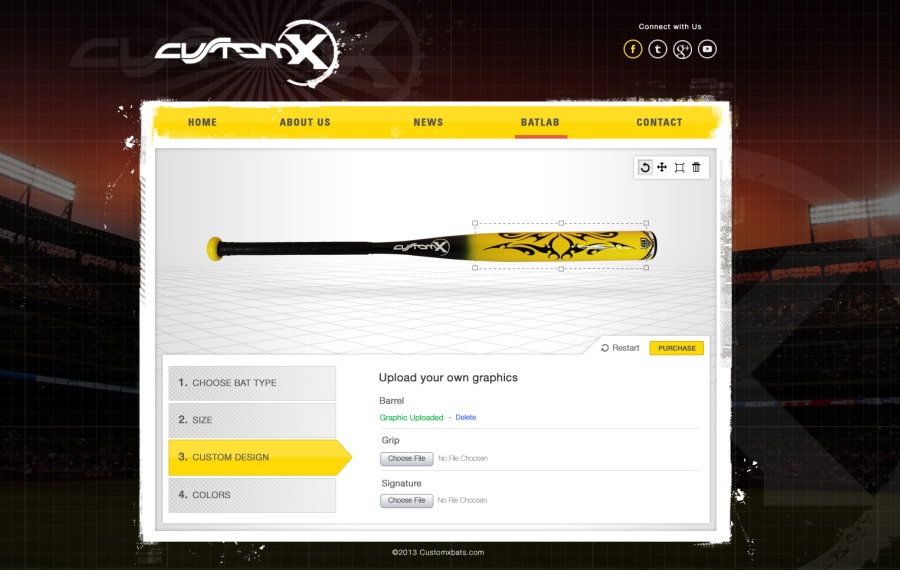 CUSTOMX
Connect with Us
HOME ABOUT US NEWS BATLAB CONTACT
CUSTOMX
Restart PURCHASE
1. CHOOSE BAT TYPE
2. SIZE
3. CUSTOM DESIGN
4. COLORS
Upload your own graphics
Barrel
Graphic Uploaded - Delete
Grip
Choose File No File Choosen
Signature
Choose File No File Choosen
©2013 Customxbats.com